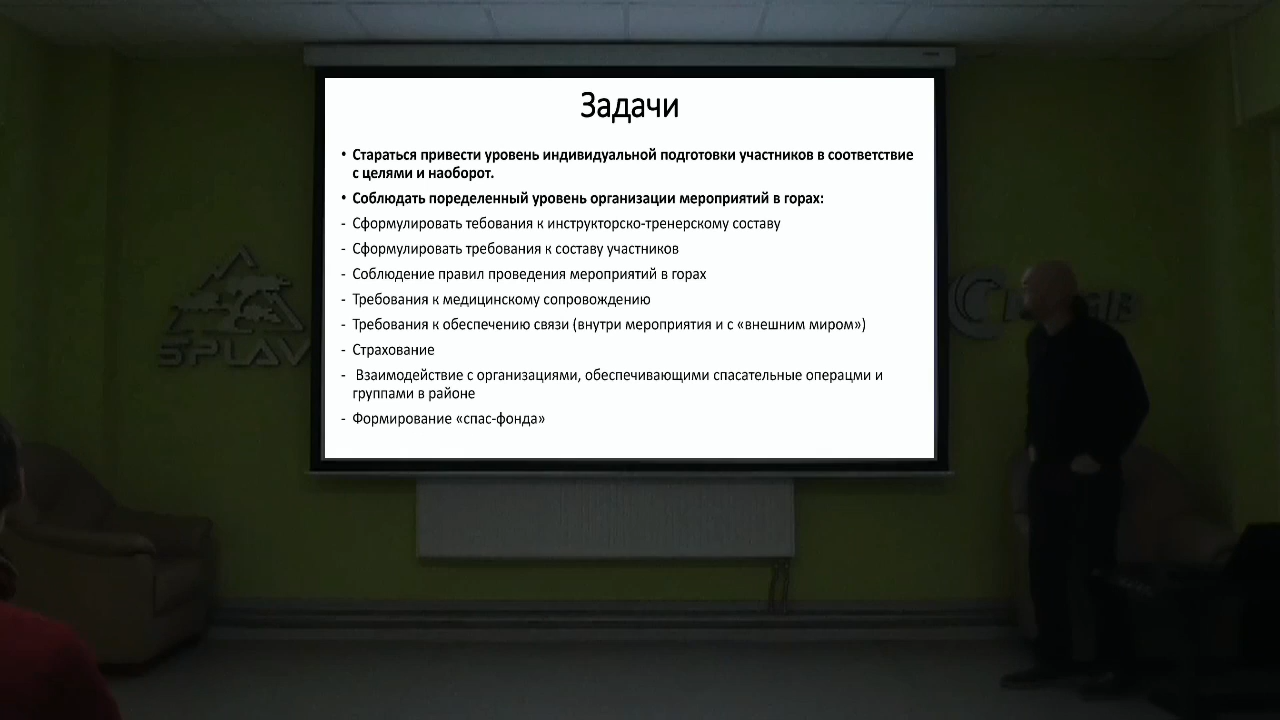 Задачи
• Стараться привести уровень индивидуальной подготовки участников в соответствие
с целями и наоборот.
• Соблюдать поределенный уровень организации мероприятий в горах:
- Сформулировать тебования к инструкторско-тренерскому составу
- Сформулировать требования к составу участников
- Соблюдение правил проведения мероприятий в горах
- Требования к медицинскому сопровождению
- Требования к обеспечению связи (внутри мероприятия и с «внешним миром»)
- Страхование
- Взаимодействие с организациями, обеспечивающими спасательные операцми и
группами в районе
- Формирование «спас-фонда»
SPLAV